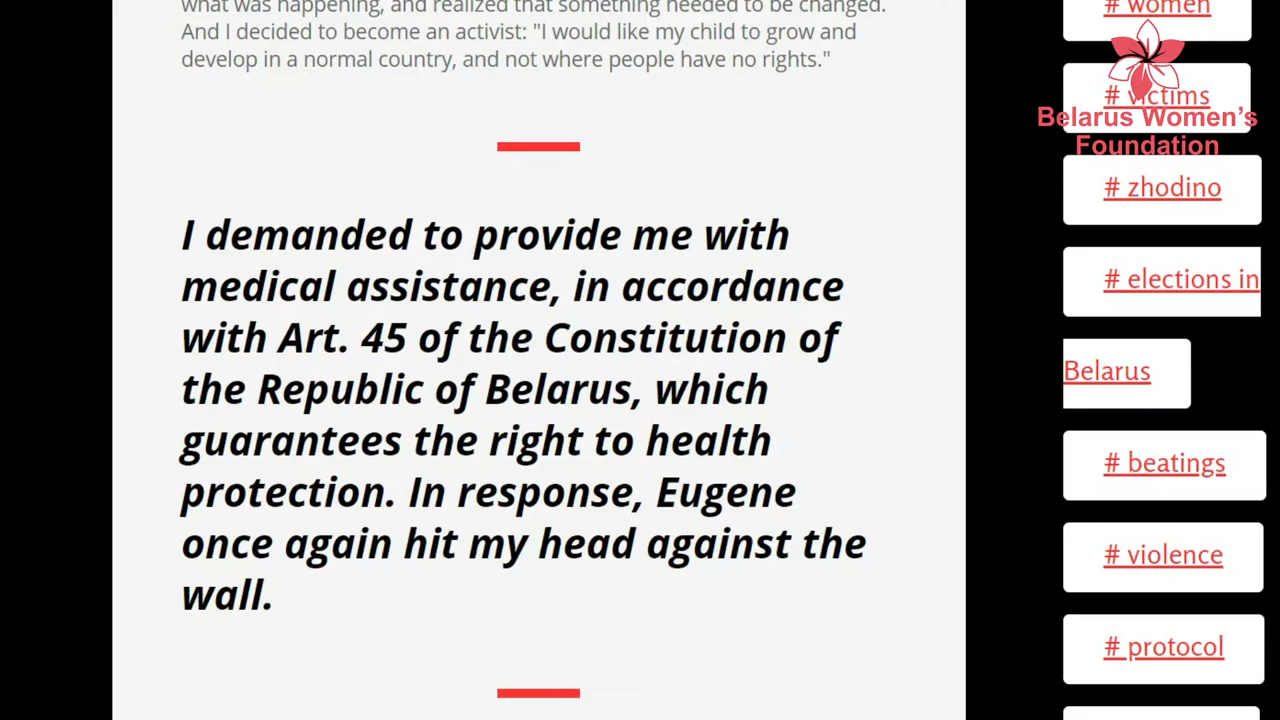 what was happening, and realized that something needed to be changed.
And I decided to become an activist: "I would like my child to grow and
develop in a normal country, and not where people have no rights."
I demanded to provide me with
medical assistance, in accordance
with Art. 45 of the Constitution of
the Republic of Belarus, which
guarantees the right to health
protection. In response, Eugene
once again hit my head against the
wall.
# women
# victims
Belarus Women's
Foundation
# zhodino
# elections in
Belarus
# beatings
# violence
# protocol